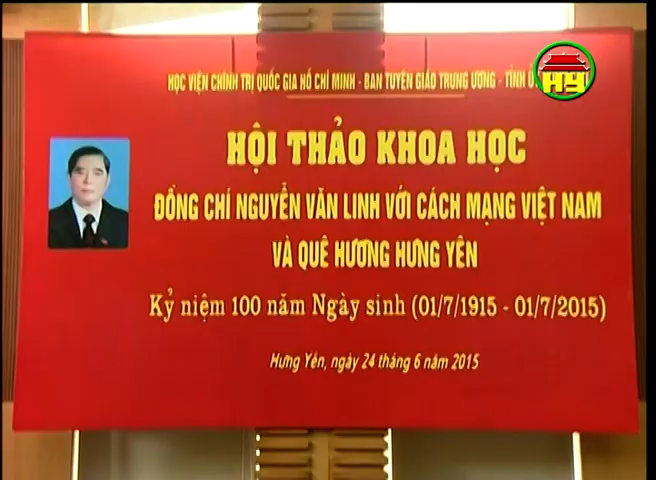 HỌC VIỆN CHÍNH TRỊ QUỐC GIA HỒ CHÍ MINH - BAN TUYÊN GIÁO TRUNG ƯƠNG - TỈNH
HY
HỘI THẢO KHOA HỌC
ĐỒNG CHÍ NGUYỄN VĂN LINH VỚI CÁCH MẠNG VIỆT NAM
VÀ QUÊ HƯƠNG HƯNG YÊN
Kỷ niệm 100 năm Ngày sinh (01/7/1915 - 01/7/2015)
Hưng Yên, ngày 24 tháng 6 năm 2015